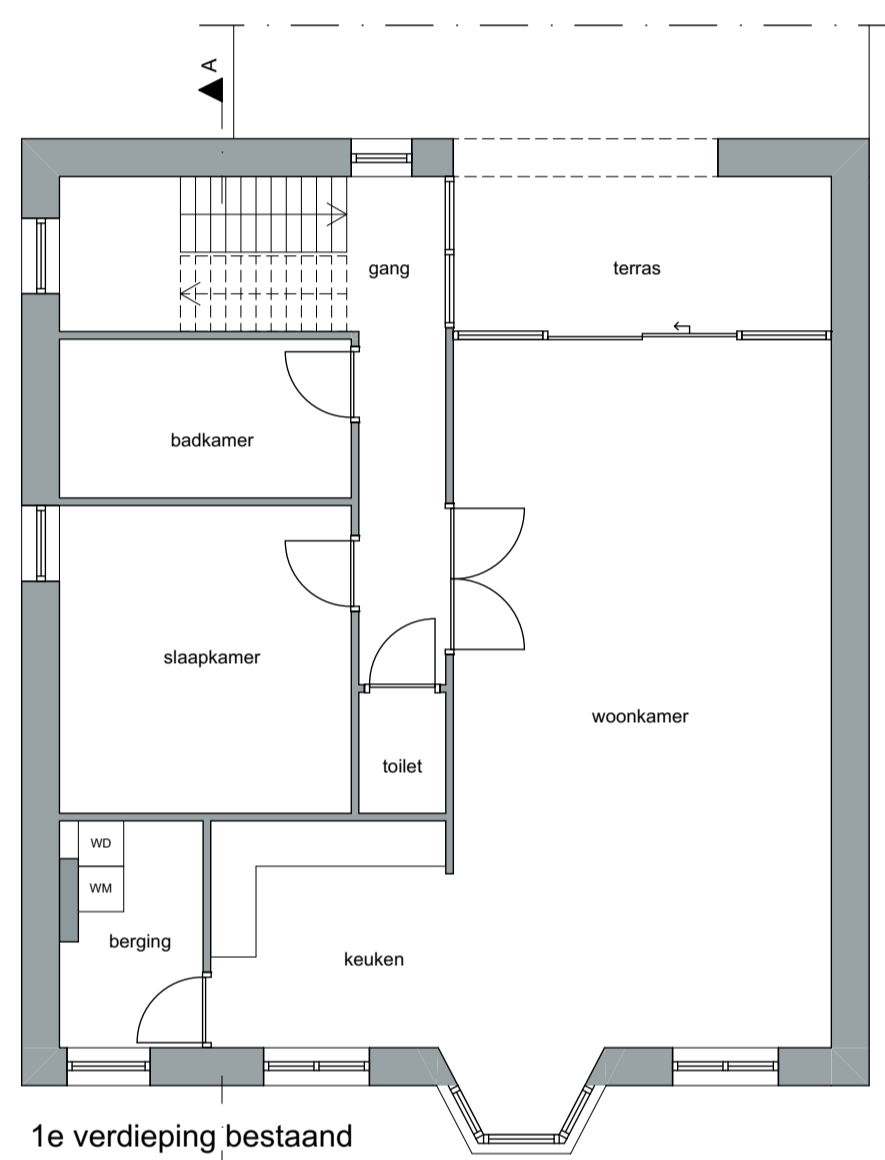 A
gang
terras
badkamer
slaapkamer
woonkamer
toilet
WD
WM
berging
keuken
1e verdieping bestaand